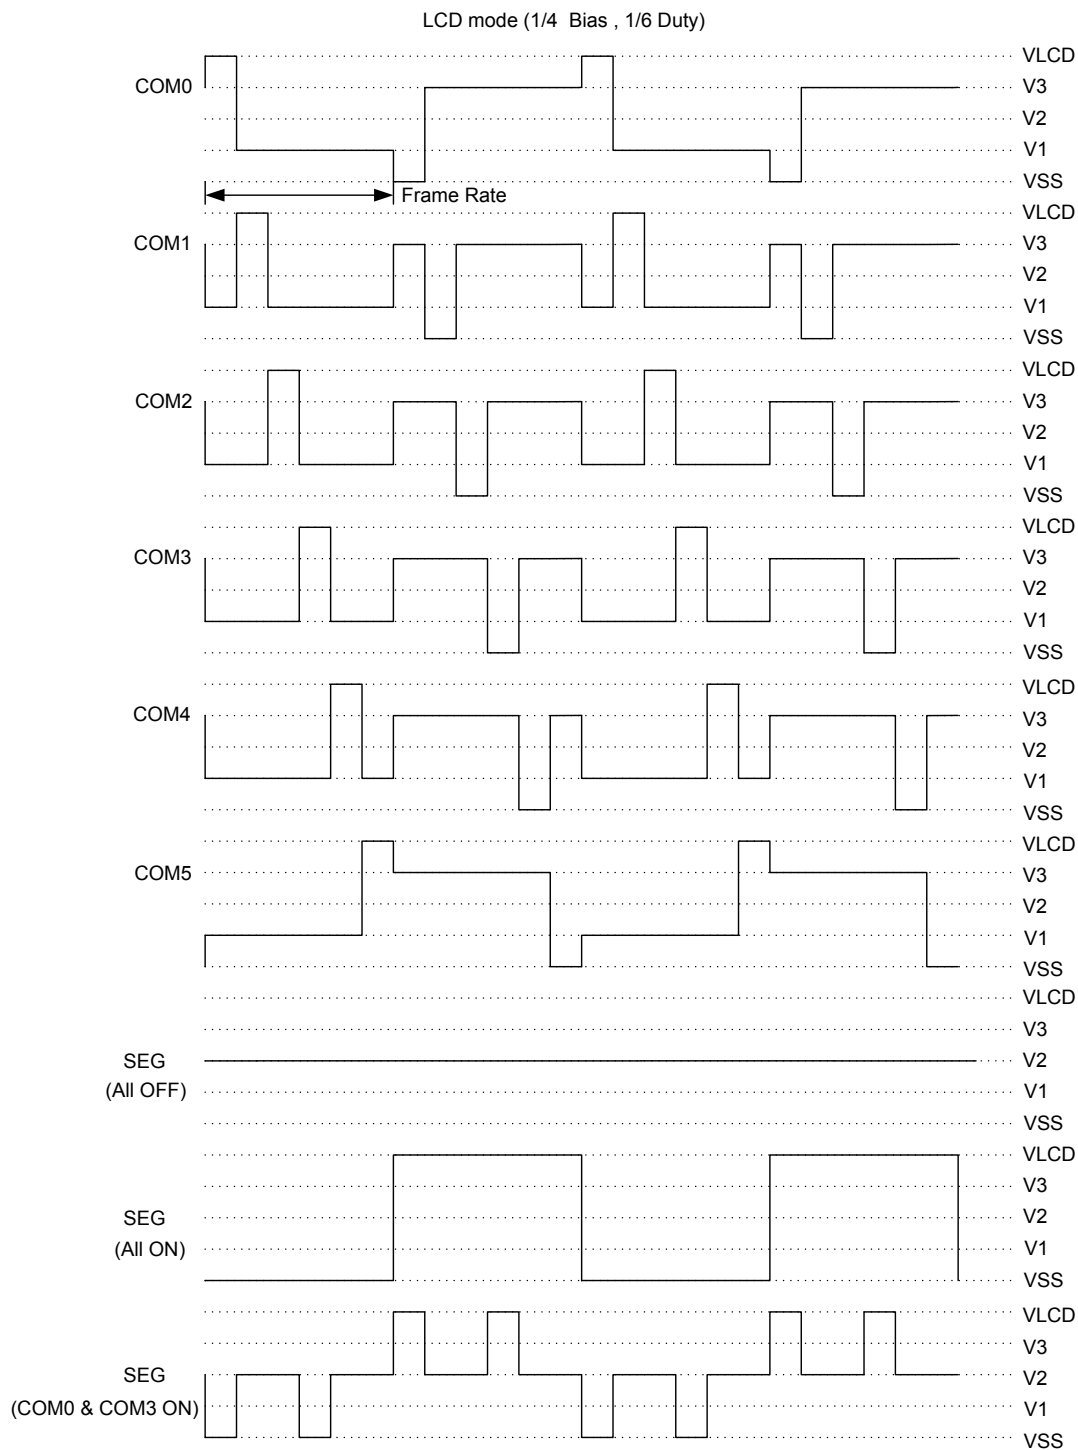 LCD mode (1/4 Bias , 1/6 Duty)
VLCD
COM0
V3
V2
V1
VSS
Frame Rate
VLCD
COM1
V3
V2
V1
VSS
VLCD
COM2
V3
V2
V1
VSS
VLCD
COM3
V3
V2
V1
VSS
VLCD
COM4
V3
V2
V1
VSS
VLCD
COM5
V3
V2
V1
VSS
VLCD
V3
SEG
V2
(All OFF)
V1
VSS
VLCD
V3
SEG
V2
(All ON)
V1
VSS
VLCD
V3
SEG
V2
(COM0 & COM3 ON)
V1
VSS